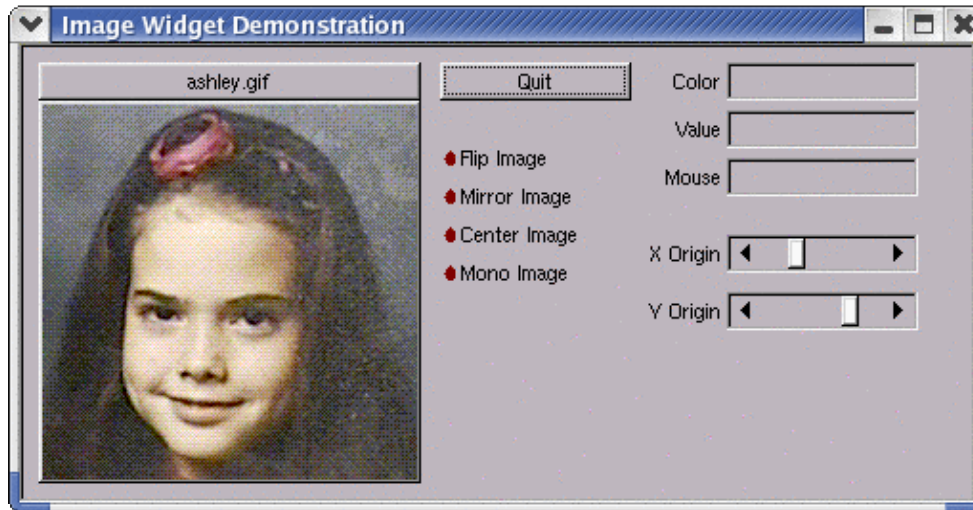 Image Widget Demonstration
ashley.gif
Quit
Flip Image
Mirror Image
Center Image
Mono Image
Color
Value
Mouse
X Origin
Y Origin